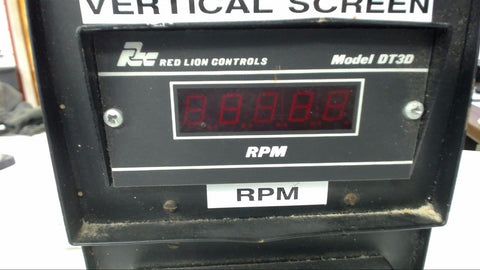 VERTICAL SCREEN
RED LION CONTROLS Model DT3D
RPM
RPM